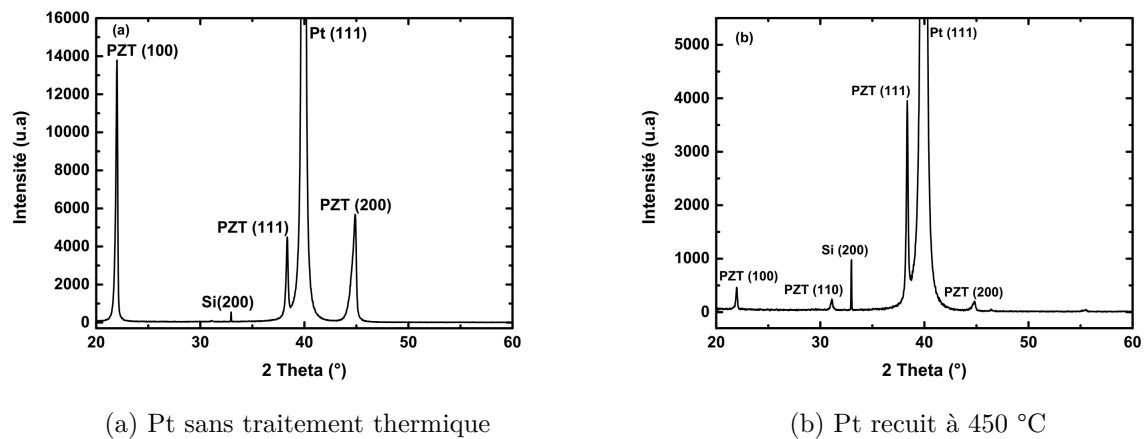 (a)
PZT (100)
Pt (111)
PZT (111)
PZT (200)
Si(200)
16000
14000
12000
10000
8000
6000
4000
2000
0
Intensité (u.a)
20 30 40 50 60
2 Theta (°)
(a) Pt sans traitement thermique
(b)
Pt (111)
PZT (111)
Si (200)
PZT (100)
PZT (110)
PZT (200)
5000
4000
3000
2000
1000
0
Intensité (u.a)
20 30 40 50 60
2 Theta (°)
(b) Pt recuit à 450 °C